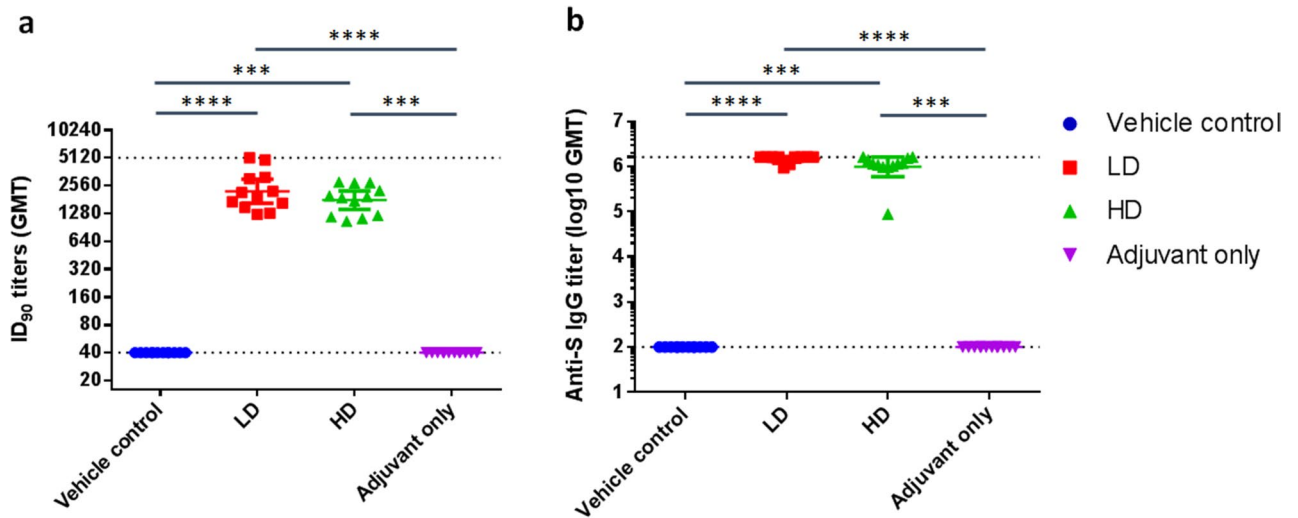 a
****
***
**** ***
ID90 titers (GMT)
10240
5120
2560
1280
640
320
160
80
40
20
Vehicle control
LD
HD
Adjuvant only
b
****
***
**** ***
Anti-S IgG titer (log10 GMT)
7
6
5
4
3
2
1
Vehicle control
LD
HD
Adjuvant only
Vehicle control
LD
HD
Adjuvant only